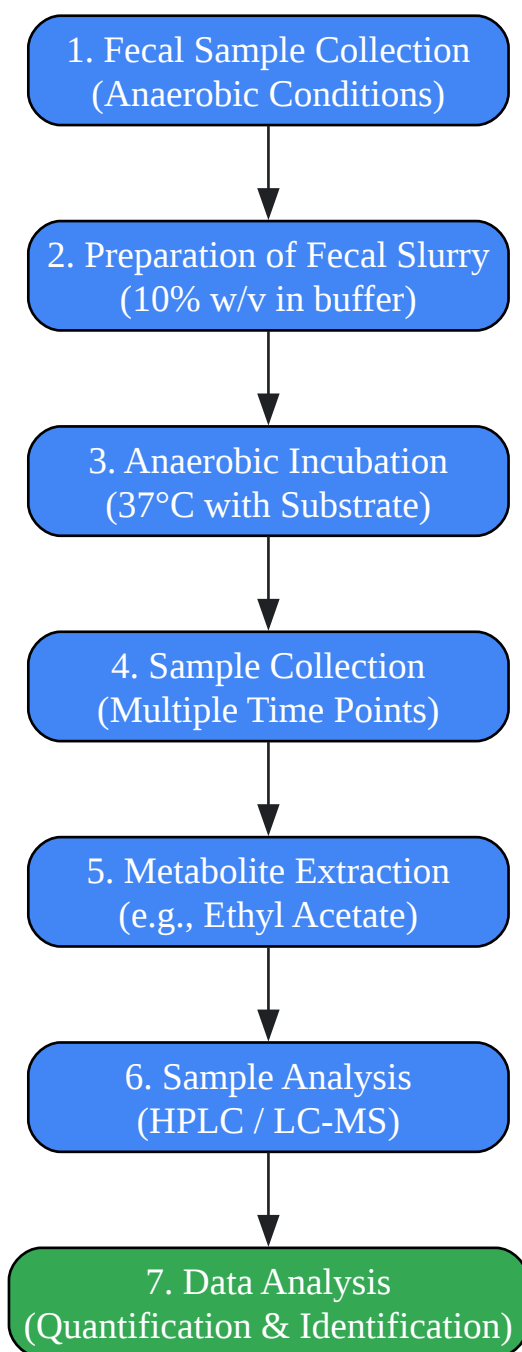 1. Fecal Sample Collection
(Anaerobic Conditions)
2. Preparation of Fecal Slurry
(10% w/v in buffer)
3. Anaerobic Incubation
(37°C with Substrate)
4. Sample Collection
(Multiple Time Points)
5. Metabolite Extraction
(e.g., Ethyl Acetate)
6. Sample Analysis
(HPLC / LC-MS)
7. Data Analysis
(Quantification & Identification)